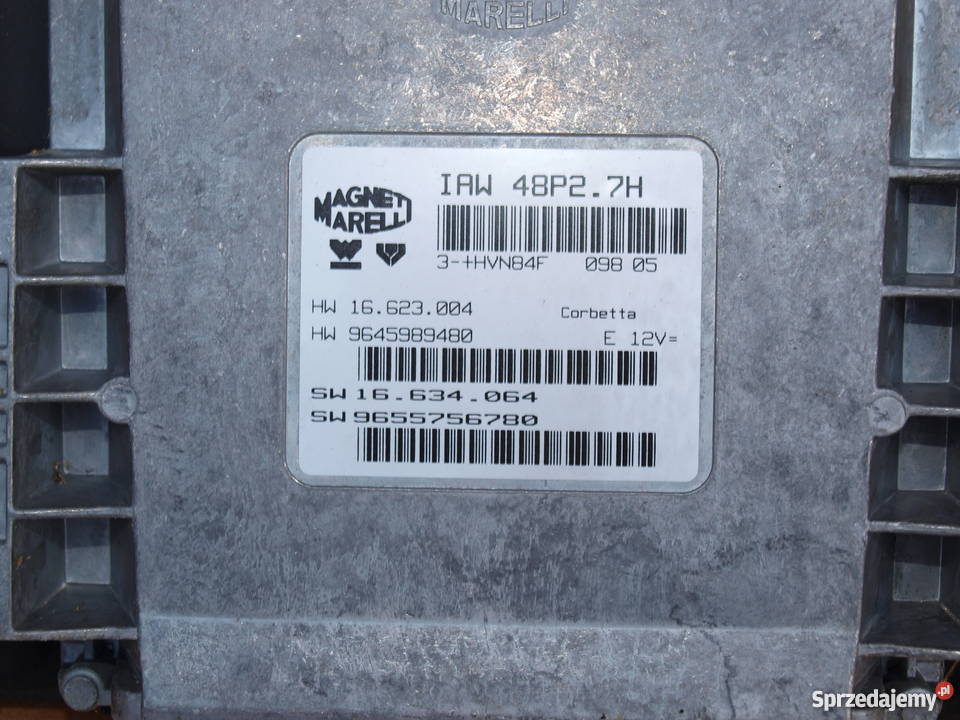 MARELLI
IAW 48P2.7H
MAGNETI
MARELLI
3-+HVN84F 098 05
HW 16.623.004 Corbetta
HW 9645989480 E 12V=
SW 16.634.064
SW 9655756780
Sprzedajemy.pl